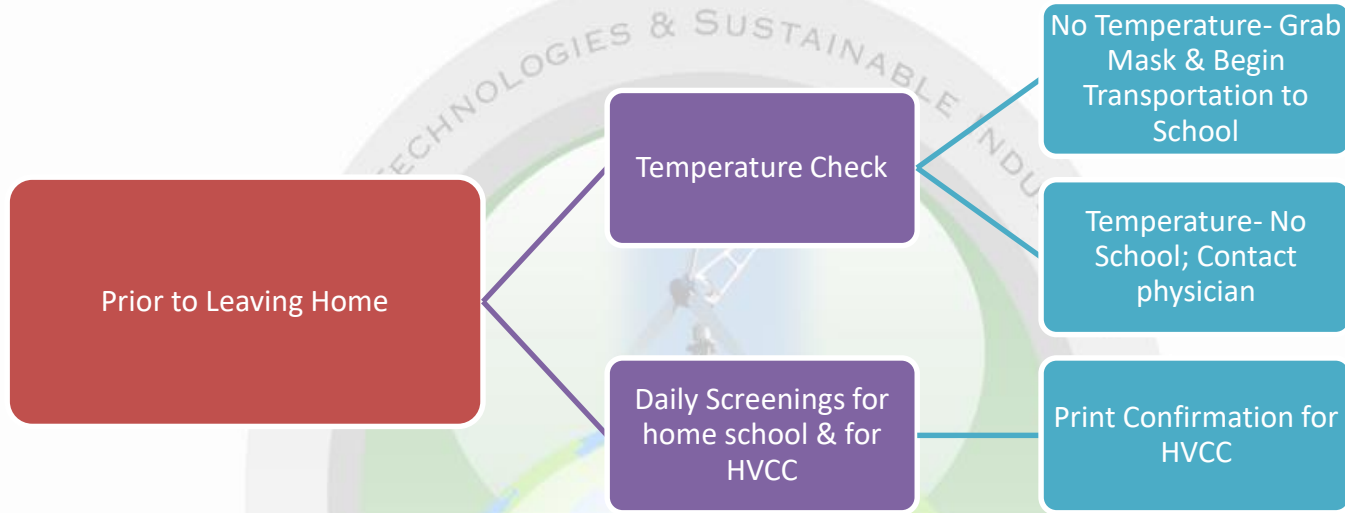 TECHNOLOGIES & SUSTAINABLE INDU
No Temperature- Grab
Mask & Begin
Transportation to
School
Temperature Check
Temperature- No
School; Contact
physician
Prior to Leaving Home
Daily Screenings for
home school & for
HVCC
Print Confirmation for
HVCC